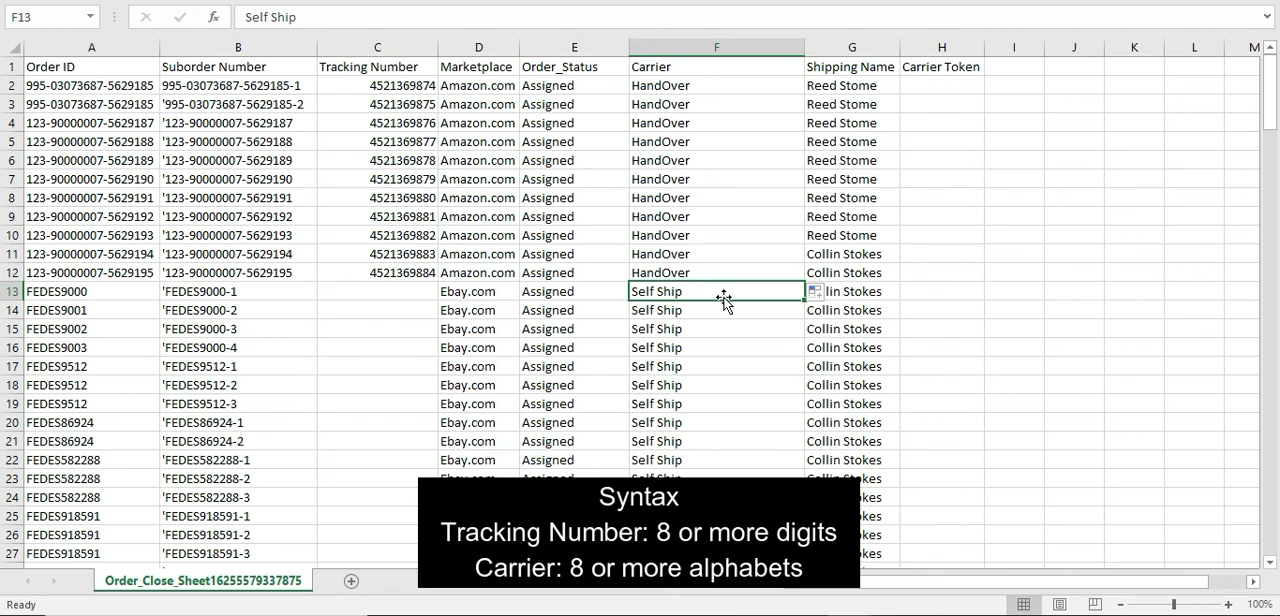 F13 Self Ship
A B C D E F G H I J K L M
1 Order ID Suborder Number Tracking Number Marketplace Order_Status Carrier Shipping Name Carrier Token
2 995-03073687-5629185 995-03073687-5629185-1 4521369874 Amazon.com Assigned HandOver Reed Stome
3 995-03073687-5629185 '995-03073687-5629185-2 4521369875 Amazon.com Assigned HandOver Reed Stome
4 123-90000007-5629187 '123-90000007-5629187 4521369876 Amazon.com Assigned HandOver Reed Stome
5 123-90000007-5629188 '123-90000007-5629188 4521369877 Amazon.com Assigned HandOver Reed Stome
6 123-90000007-5629189 '123-90000007-5629189 4521369878 Amazon.com Assigned HandOver Reed Stome
7 123-90000007-5629190 '123-90000007-5629190 4521369879 Amazon.com Assigned HandOver Reed Stome
8 123-90000007-5629191 '123-90000007-5629191 4521369880 Amazon.com Assigned HandOver Reed Stome
9 123-90000007-5629192 '123-90000007-5629192 4521369881 Amazon.com Assigned HandOver Reed Stome
10 123-90000007-5629193 '123-90000007-5629193 4521369882 Amazon.com Assigned HandOver Reed Stome
11 123-90000007-5629194 '123-90000007-5629194 4521369883 Amazon.com Assigned HandOver Collin Stokes
12 123-90000007-5629195 '123-90000007-5629195 4521369884 Amazon.com Assigned HandOver Collin Stokes
13 FEDES9000 'FEDES9000-1 Ebay.com Assigned Self Ship lin Stokes
14 FEDES9001 'FEDES9000-2 Ebay.com Assigned Self Ship Collin Stokes
15 FEDES9002 'FEDES9000-3 Ebay.com Assigned Self Ship Collin Stokes
16 FEDES9003 'FEDES9000-4 Ebay.com Assigned Self Ship Collin Stokes
17 FEDES9512 'FEDES9512-1 Ebay.com Assigned Self Ship Collin Stokes
18 FEDES9512 'FEDES9512-2 Ebay.com Assigned Self Ship Collin Stokes
19 FEDES9512 'FEDES9512-3 Ebay.com Assigned Self Ship Collin Stokes
20 FEDES86924 'FEDES86924-1 Ebay.com Assigned Self Ship Collin Stokes
21 FEDES86924 'FEDES86924-2 Ebay.com Assigned Self Ship Collin Stokes
22 FEDES582288 'FEDES582288-1 Ebay.com Assigned Self Ship Collin Stokes
23 FEDES582288 'FEDES582288-2 Collin Stokes
24 FEDES582288 'FEDES582288-3 Collin Stokes
25 FEDES918591 'FEDES918591-1 Collin Stokes
26 FEDES918591 'FEDES918591-2 Collin Stokes
27 FEDES918591 'FEDES918591-3 Collin Stokes
Syntax
Tracking Number: 8 or more digits
Carrier: 8 or more alphabets
Order_Close_Sheet16255579337875
Ready 100%